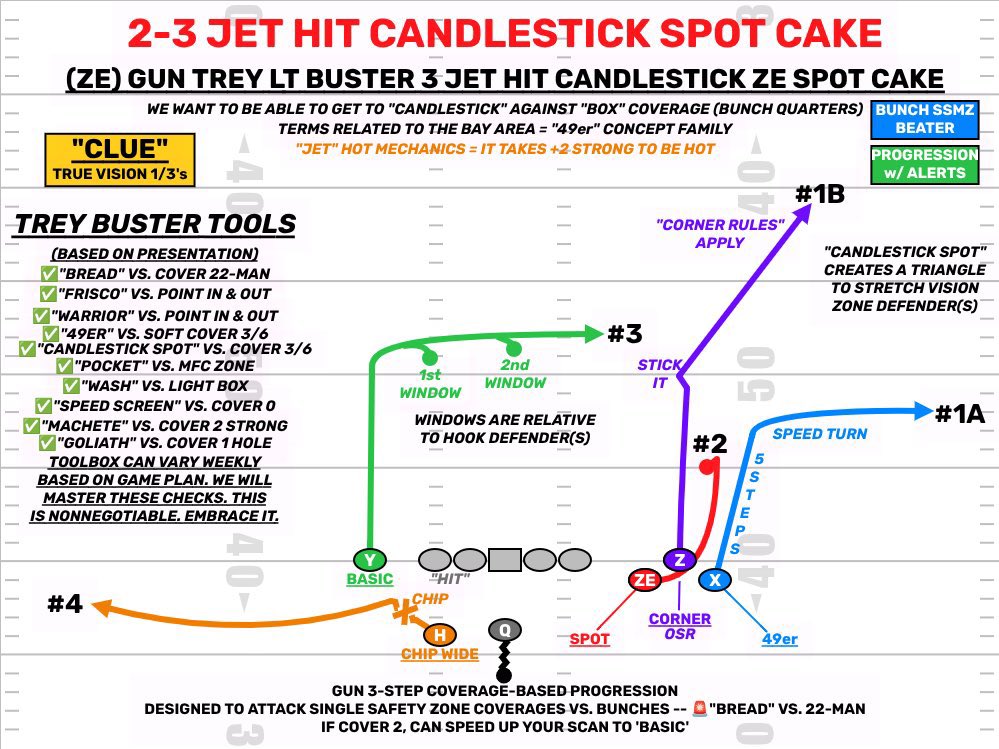 2-3 JET HIT CANDLESTICK SPOT CAKE
(ZE) GUN TREY LT BUSTER 3 JET HIT CANDLESTICK ZE SPOT CAKE
WE WANT TO BE ABLE TO GET TO "CANDLESTICK" AGAINST "BOX" COVERAGE (BUNCH QUARTERS)
TERMS RELATED TO THE BAY AREA = "49er" CONCEPT FAMILY
"JET" HOT MECHANICS = IT TAKES +2 STRONG TO BE HOT
"CLUE"
TRUE VISION 1/3's
BUNCH SSMZ
BEATER
PROGRESSION
w/ ALERTS
TREY BUSTER TOOLS
(BASED ON PRESENTATION)
✅"BREAD" VS. COVER 22-MAN
✅"FRISCO" VS. POINT IN & OUT
✅"WARRIOR" VS. POINT IN & OUT
✅"49ER" VS. SOFT COVER 3/6
✅"CANDLESTICK SPOT" VS. COVER 3/6
✅"POCKET" VS. MFC ZONE
✅"WASH" VS. LIGHT BOX
✅"SPEED SCREEN" VS. COVER 0
✅"MACHETE" VS. COVER 2 STRONG
✅"GOLIATH" VS. COVER 1 HOLE
TOOLBOX CAN VARY WEEKLY
BASED ON GAME PLAN. WE WILL
MASTER THESE CHECKS. THIS
IS NONNEGOTIABLE. EMBRACE IT.
#1B
"CORNER RULES"
APPLY
"CANDLESTICK SPOT"
CREATES A TRIANGLE
TO STRETCH VISION
ZONE DEFENDER(S)
#3
1st
WINDOW
2nd
WINDOW
WINDOWS ARE RELATIVE
TO HOOK DEFENDER(S)
STICK
IT
#1A
SPEED TURN
#2
5 STEPS
40
40
50
50
40
40
Y
BASIC
"HIT"
Z
ZE
X
CORNER
OSR
SPOT
49er
#4
CHIP
H
CHIP WIDE
Q
GUN 3-STEP COVERAGE-BASED PROGRESSION
DESIGNED TO ATTACK SINGLE SAFETY ZONE COVERAGES VS. BUNCHES -- 🚨"BREAD" VS. 22-MAN
IF COVER 2, CAN SPEED UP YOUR SCAN TO 'BASIC'